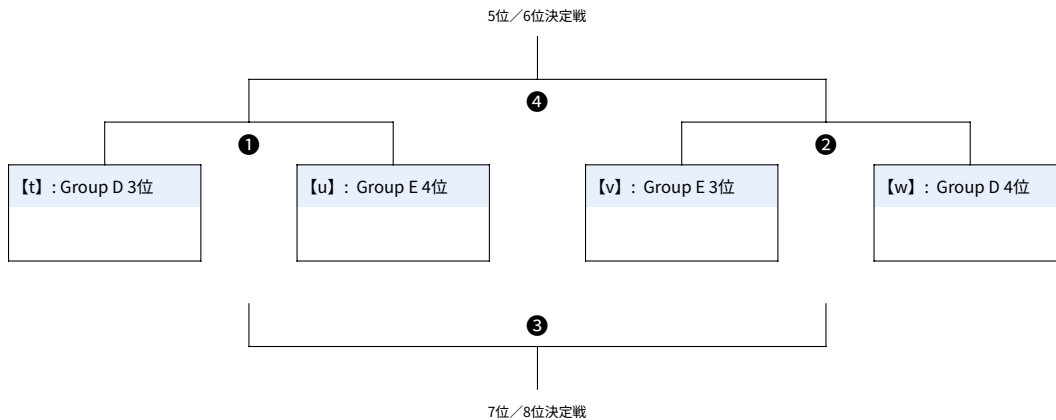 5位／6位決定戦
❹
❶
❷
【t】: Group D 3位
【u】: Group E 4位
【v】: Group E 3位
【w】: Group D 4位
❸
7位／8位決定戦